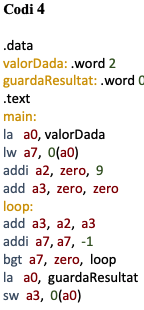 Codi 4
.data
valorDada: .word 2
guardaResultat: .word 0
.text
main:
la a0, valorDada
lw a7, 0(a0)
addi a2, zero, 9
add a3, zero, zero
loop:
add a3, a2, a3
addi a7, a7, -1
bgt a7, zero, loop
la a0, guardaResultat
sw a3, 0(a0)